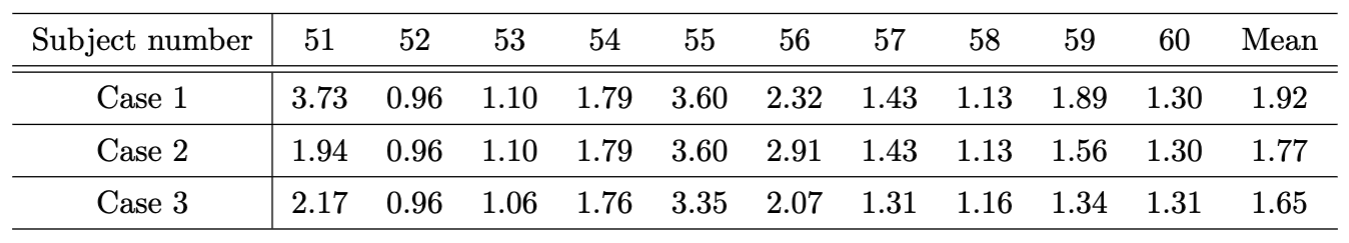 Subject number 51 52 53 54 55 56 57 58 59 60 Mean
Case 1 3.73 0.96 1.10 1.79 3.60 2.32 1.43 1.13 1.89 1.30 1.92
Case 2 1.94 0.96 1.10 1.79 3.60 2.91 1.43 1.13 1.56 1.30 1.77
Case 3 2.17 0.96 1.06 1.76 3.35 2.07 1.31 1.16 1.34 1.31 1.65